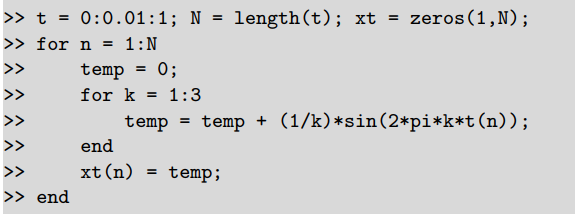 >> t = 0:0.01:1; N = length(t); xt = zeros(1,N);
>> for n = 1:N
>>     temp = 0;
>>     for k = 1:3
>>         temp = temp + (1/k)*sin(2*pi*k*t(n));
>>     end
>>     xt(n) = temp;
>> end